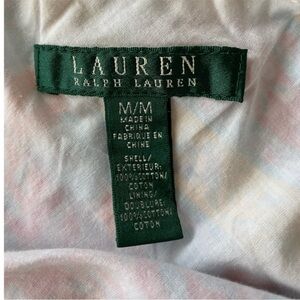 LAUREN
RALPH LAUREN
M/M
MADE IN
CHINA
FABRIQUE EN
CHINE
SHELL/
EXTERIEUR:
100%COTTON/
COTON
LINING/
DOUBLURE:
100%COTTON/
COTON